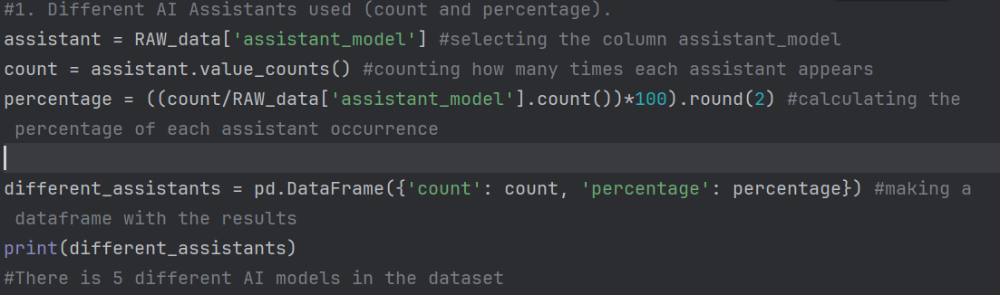 #1. Different AI Assistants used (count and percentage).
assistant = RAW_data['assistant_model'] #selecting the column assistant_model
count = assistant.value_counts() #counting how many times each assistant appears
percentage = ((count/RAW_data['assistant_model'].count())*100).round(2) #calculating the
percentage of each assistant occurrence
different_assistants = pd.DataFrame({'count': count, 'percentage': percentage}) #making a
dataframe with the results
print(different_assistants)
#There is 5 different AI models in the dataset